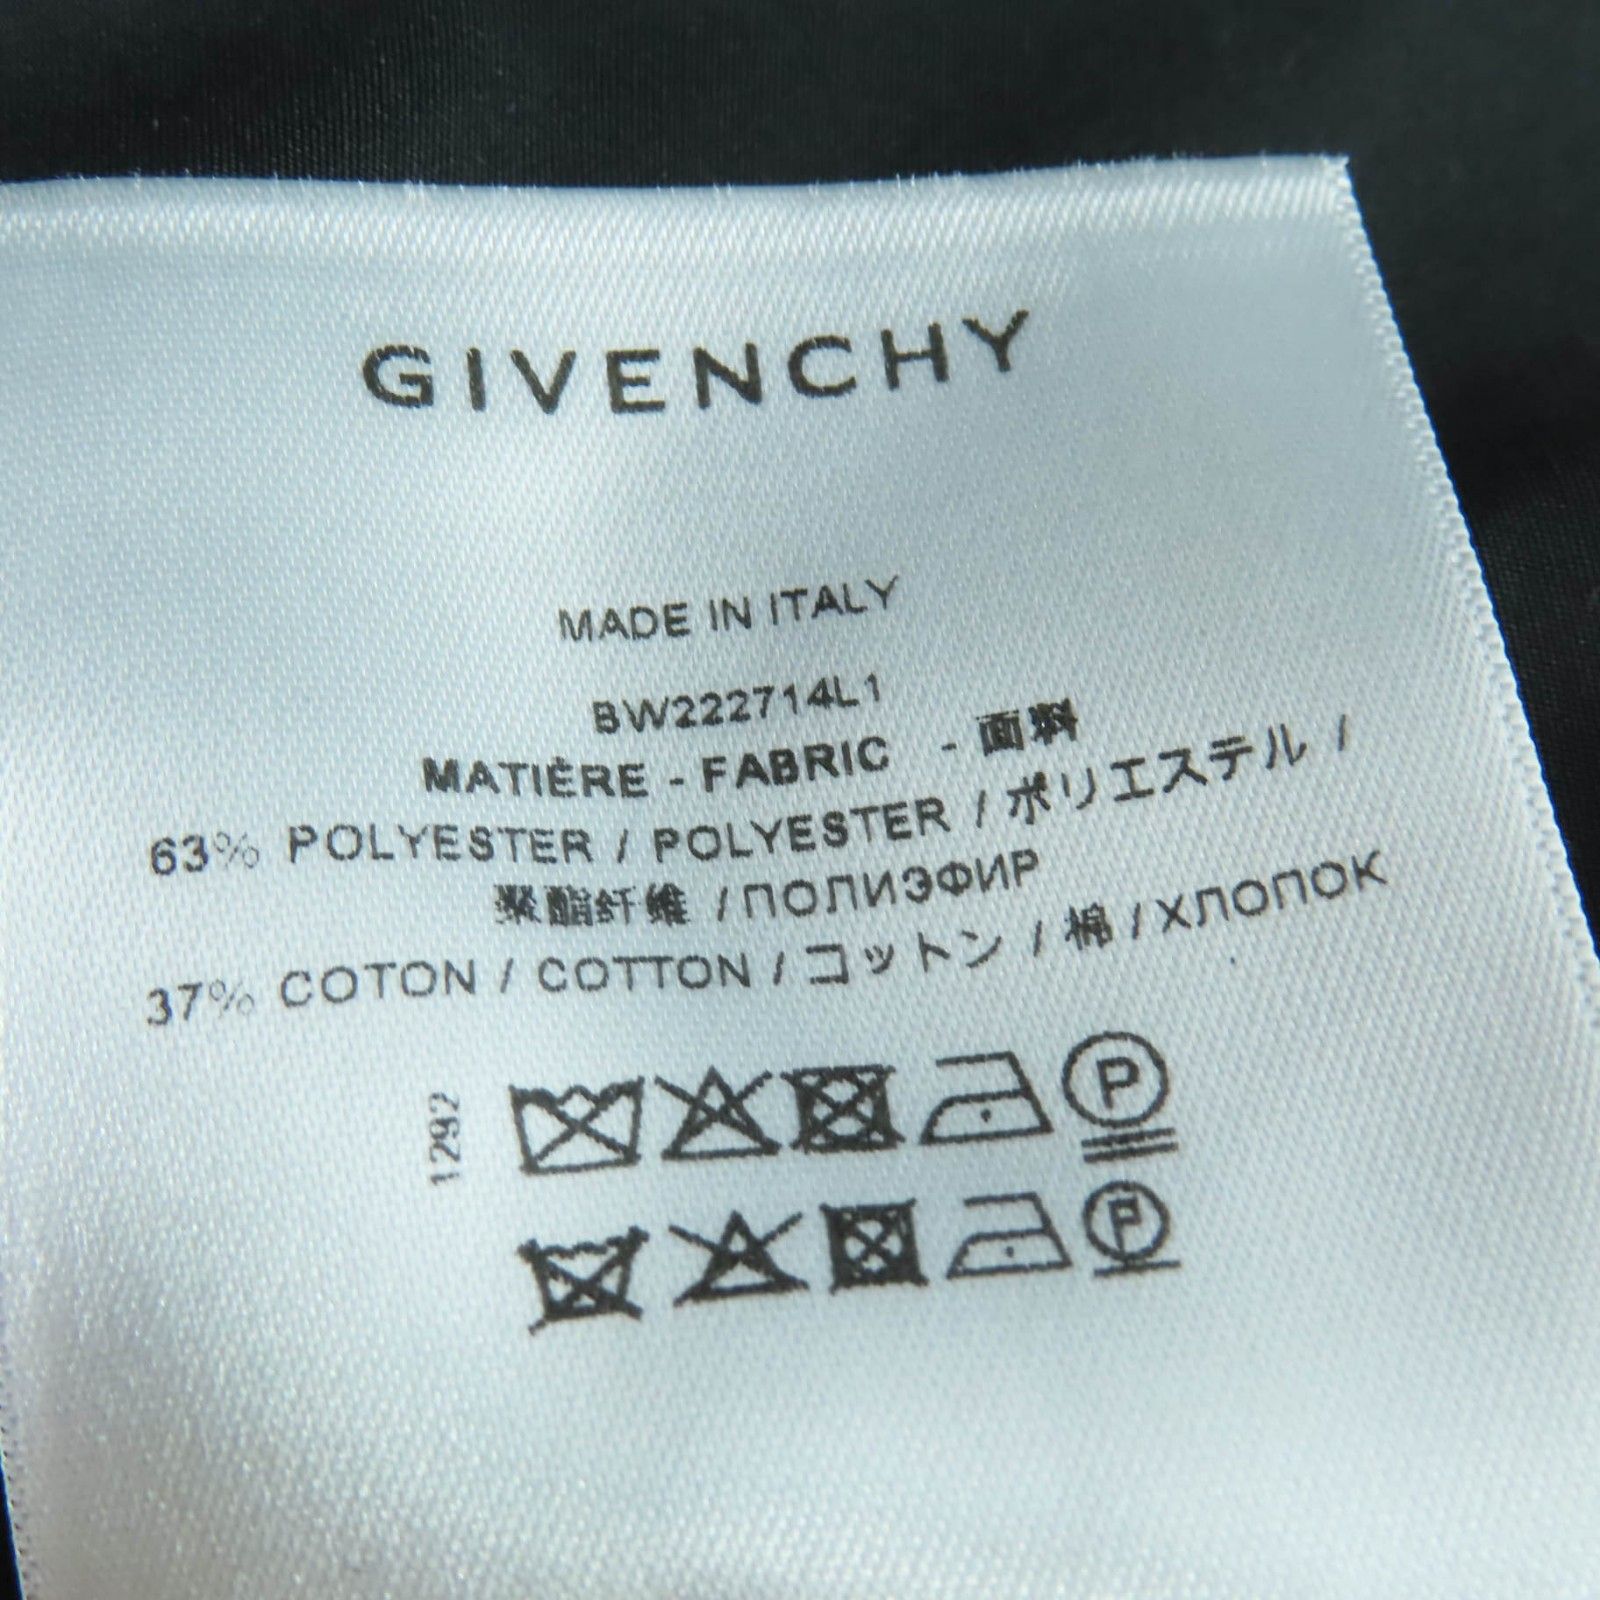 GIVENCHY
MADE IN ITALY
BW222714L1
MATIÈRE - FABRIC - 面料
63% POLYESTER / POLYESTER / ポリエステル /
聚酯纤维 / ПОЛИЭФИР
37% COTON / COTTON / コットン / 棉 / ХЛОПОК
1292
P
P